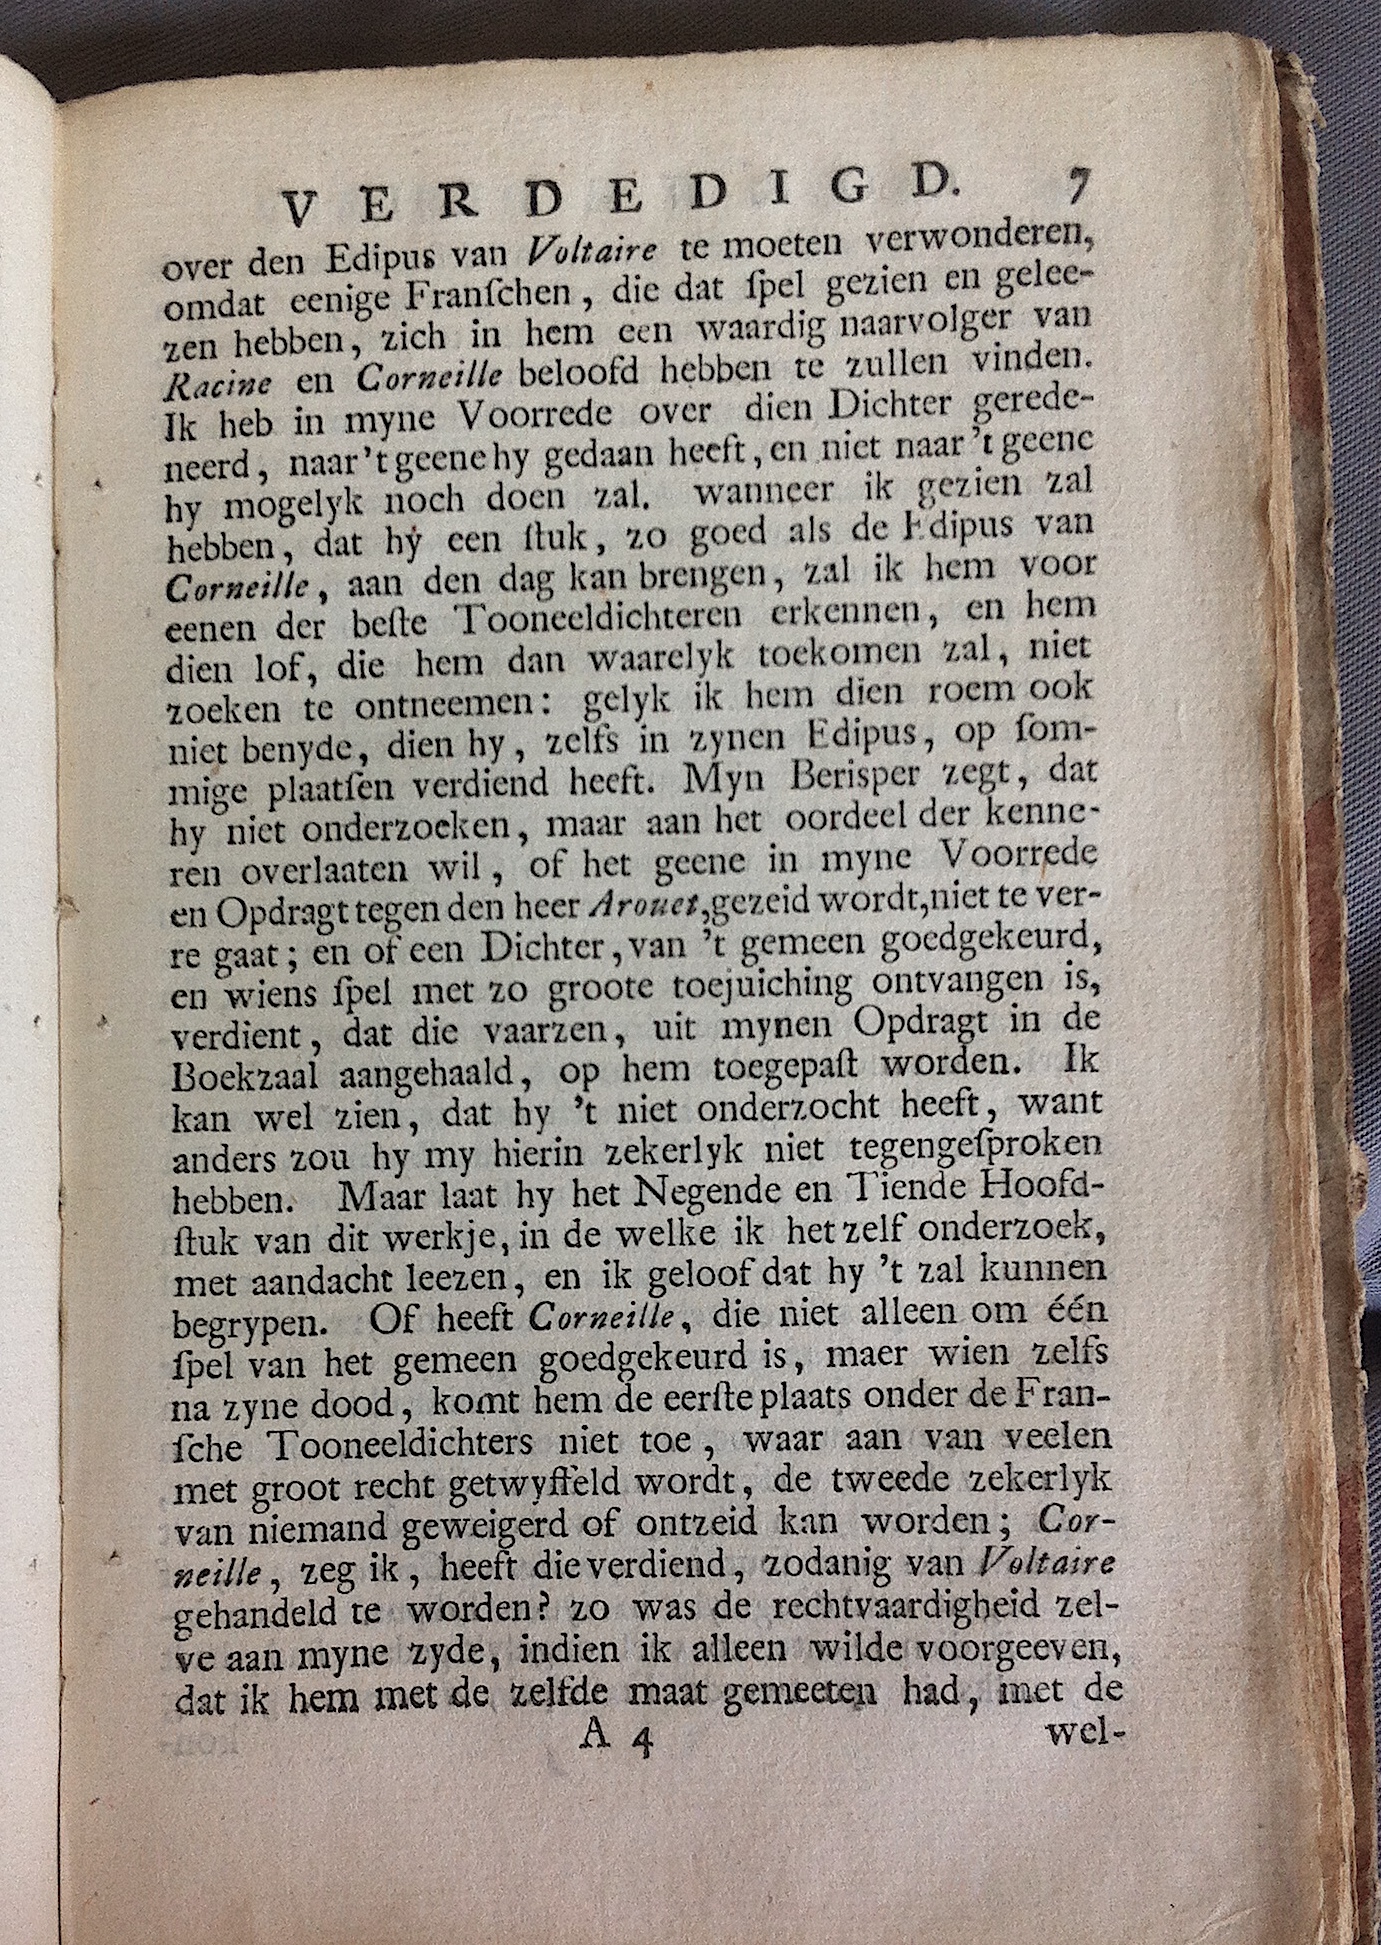 VERDEDIGD. 7
over den Edipus van Voltaire te moeten verwonderen,
omdat eenige Franſchen, die dat ſpel gezien en gelee-
zen hebben, zich in hem een waardig naarvolger van
Racine en Corneille beloofd hebben te zullen vinden.
Ik heb in myne Voorrede over dien Dichter gerede-
neerd, naar 't geene hy gedaan heeft, en niet naar 't geene
hy mogelyk noch doen zal. wanneer ik gezien zal
hebben, dat hy een ſtuk, zo goed als de Edipus van
Corneille, aan den dag kan brengen, zal ik hem voor
eenen der beſte Tooneeldichteren erkennen, en hem
dien lof, die hem dan waarelyk toekomen zal, niet
zoeken te ontneemen: gelyk ik hem dien roem ook
niet benyde, dien hy, zelfs in zynen Edipus, op ſom-
mige plaatſen verdiend heeft. Myn Berisper zegt, dat
hy niet onderzoeken, maar aan het oordeel der kenne-
ren overlaaten wil, of het geene in myne Voorrede
en Opdragt tegen den heer Arouet, gezeid wordt, niet te ver-
re gaat; en of een Dichter, van 't gemeen goedgekeurd,
en wiens ſpel met zo groote toejuiching ontvangen is,
verdient, dat die vaarzen, uit mynen Opdragt in de
Boekzaal aangehaald, op hem toegepaſt worden. Ik
kan wel zien, dat hy 't niet onderzocht heeft, want
anders zou hy my hierin zekerlyk niet tegengeſproken
hebben. Maar laat hy het Negende en Tiende Hoofd-
ſtuk van dit werkje, in de welke ik het zelf onderzoek,
met aandacht leezen, en ik geloof dat hy 't zal kunnen
begrypen. Of heeft Corneille, die niet alleen om één
ſpel van het gemeen goedgekeurd is, maer wien zelfs
na zyne dood, komt hem de eerſte plaats onder de Fran-
ſche Tooneeldichters niet toe, waar aan van veelen
met groot recht getwyffeld wordt, de tweede zekerlyk
van niemand geweigerd of ontzeid kan worden; Cor-
neille, zeg ik, heeft die verdiend, zodanig van Voltaire
gehandeld te worden? zo was de rechtvaardigheid zel-
ve aan myne zyde, indien ik alleen wilde voorgeeven,
dat ik hem met de zelfde maat gemeeten had, met de
A 4 wel-